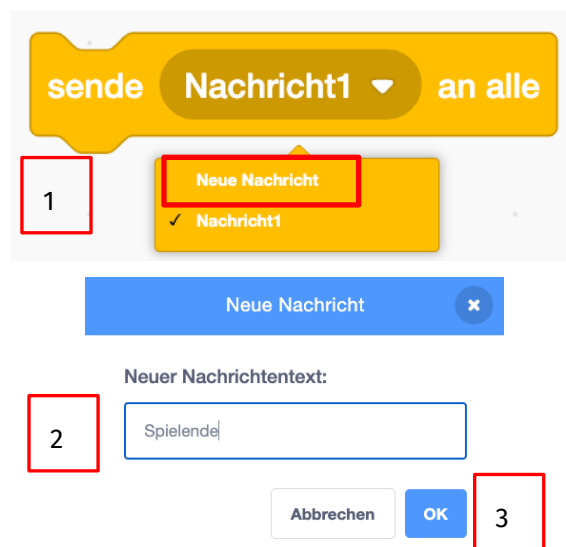 sende Nachricht1 an alle
1
Neue Nachricht
✓ Nachricht1
Neue Nachricht
Neuer Nachrichtentext:
2
Spielende
Abbrechen OK
3